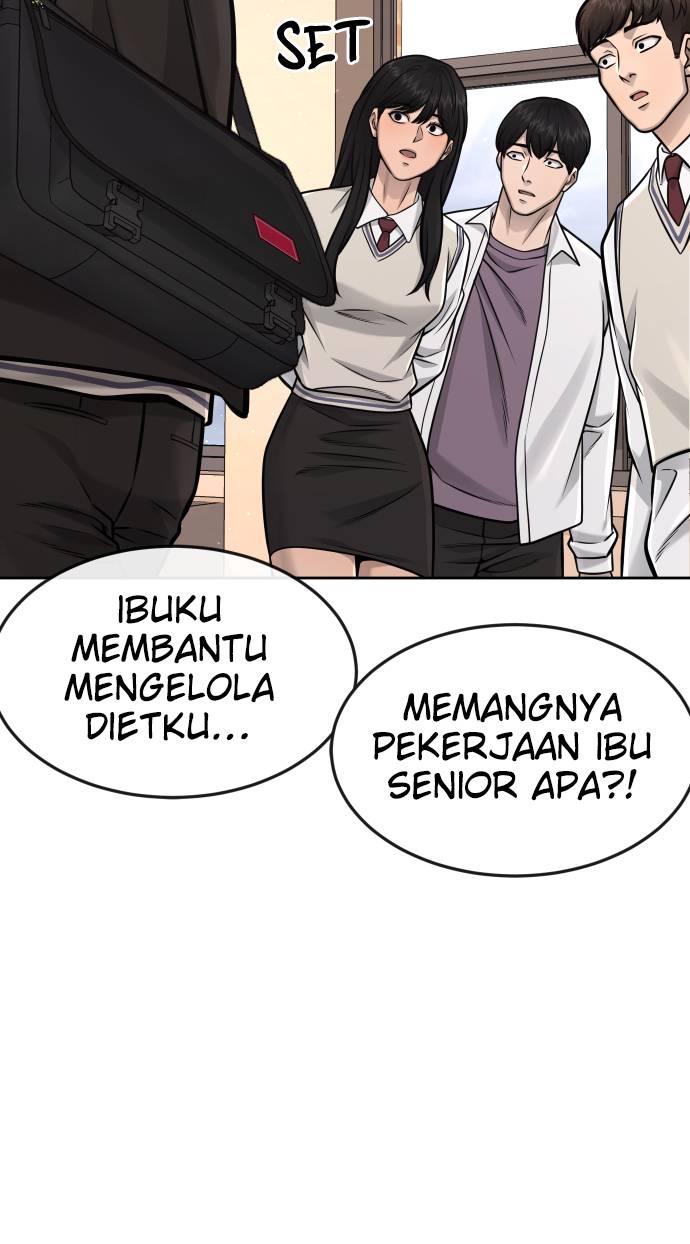 SET
IBUKU
MEMBANTU
MENGELOLA
DIETKU...
MEMANGNYA
PEKERJAAN IBU
SENIOR APA?!